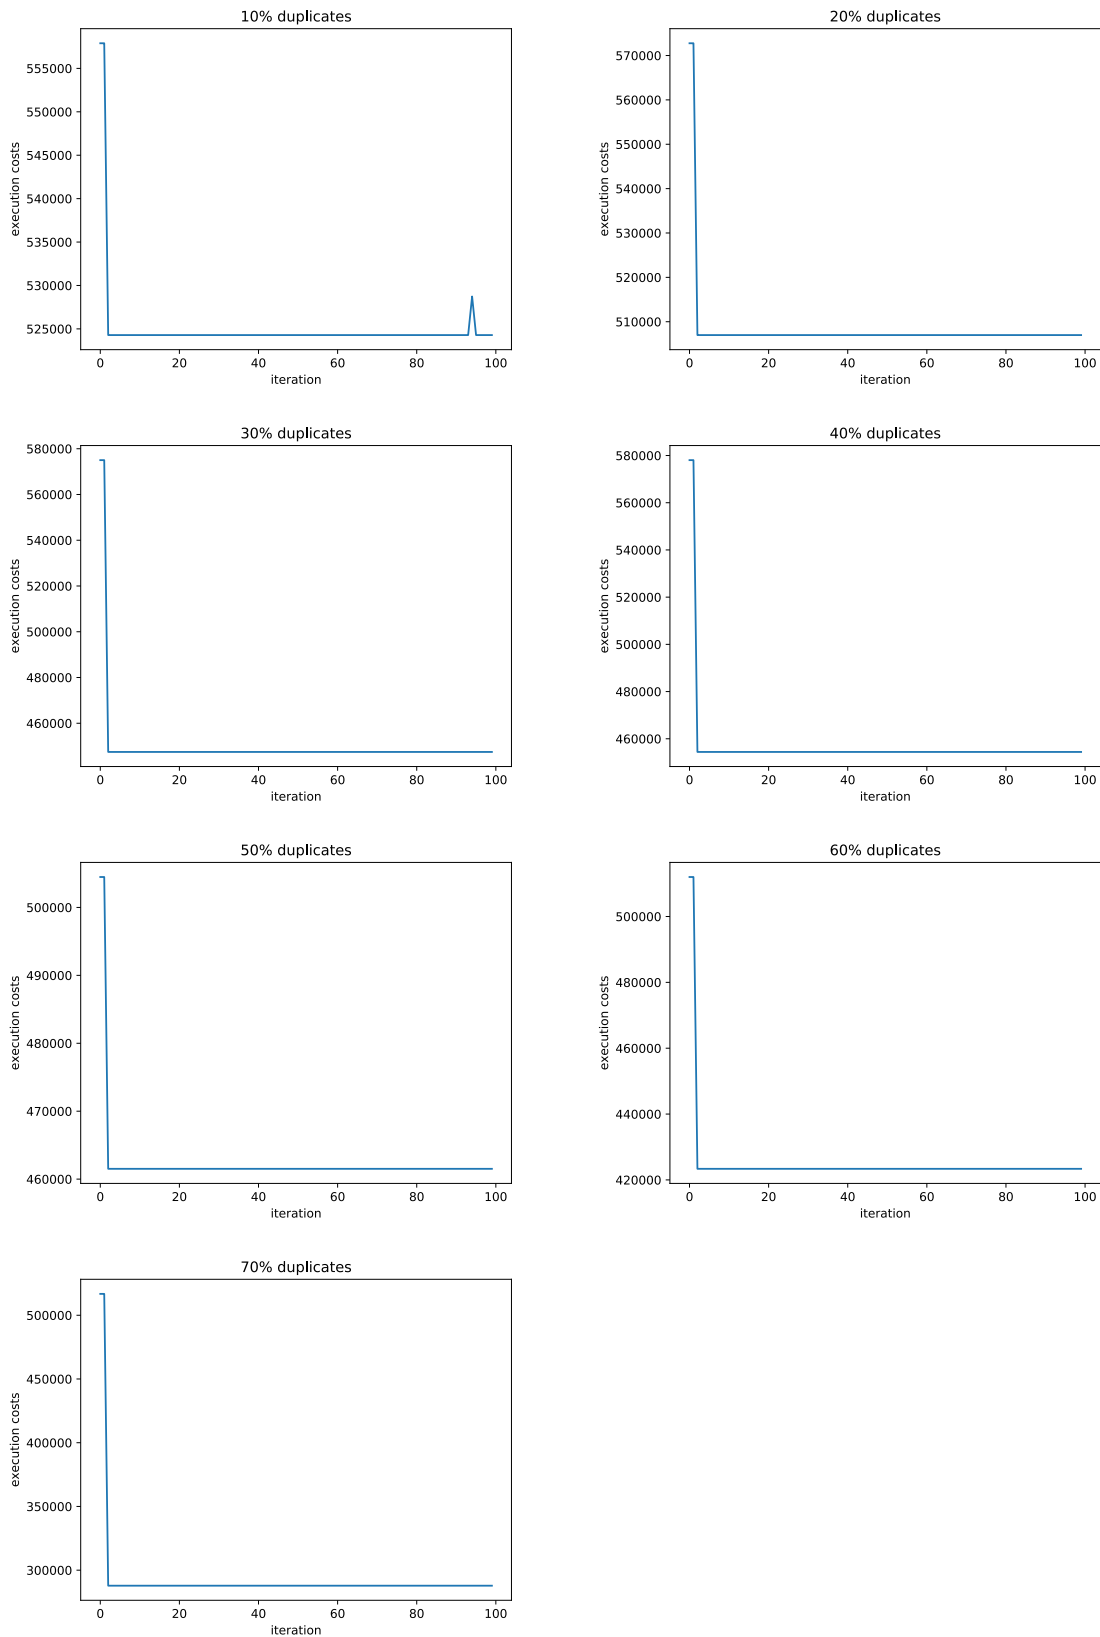 10% duplicates
execution costs
555000
550000
545000
540000
535000
530000
525000
0 20 40 60 80 100
iteration
20% duplicates
execution costs
570000
560000
550000
540000
530000
520000
510000
0 20 40 60 80 100
iteration
30% duplicates
execution costs
580000
560000
540000
520000
500000
480000
460000
0 20 40 60 80 100
iteration
40% duplicates
execution costs
580000
560000
540000
520000
500000
480000
460000
0 20 40 60 80 100
iteration
50% duplicates
execution costs
500000
490000
480000
470000
460000
0 20 40 60 80 100
iteration
60% duplicates
execution costs
500000
480000
460000
440000
420000
0 20 40 60 80 100
iteration
70% duplicates
execution costs
500000
450000
400000
350000
300000
0 20 40 60 80 100
iteration